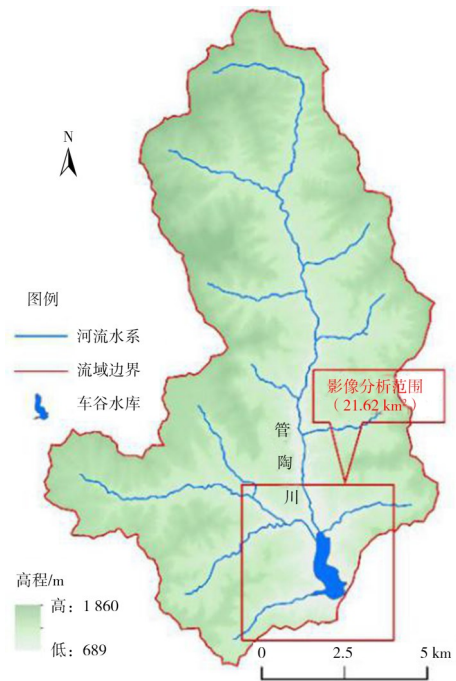 N
图例
河流水系
流域边界
车谷水库
影像分析范围
(21.62 km²)
管
陶
川
高程/m
高：1 860
低：689
0 2.5 5 km